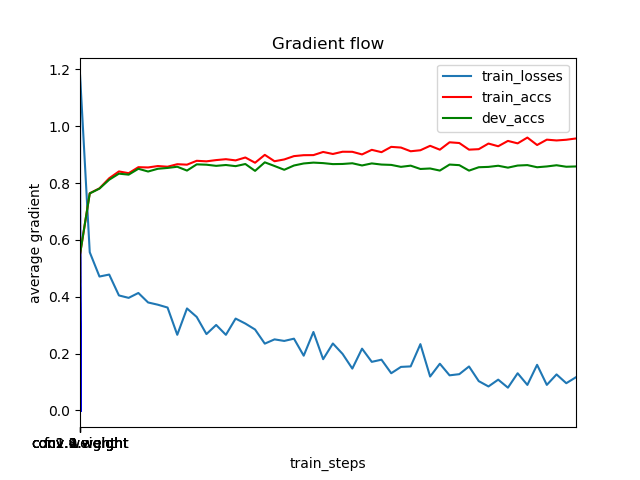 Gradient flow
train_losses
train_accs
dev_accs
1.2
1.0
0.8
0.6
0.4
0.2
0.0
average gradient
train_steps